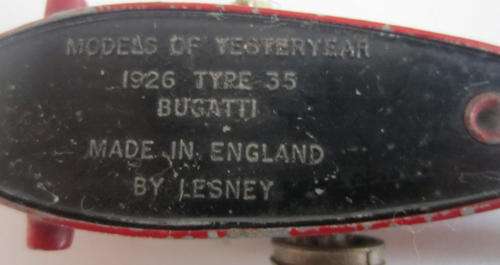 MODELS OF YESTERYEAR
1926 TYPE 35
BUGATTI
MADE IN ENGLAND
BY LESNEY